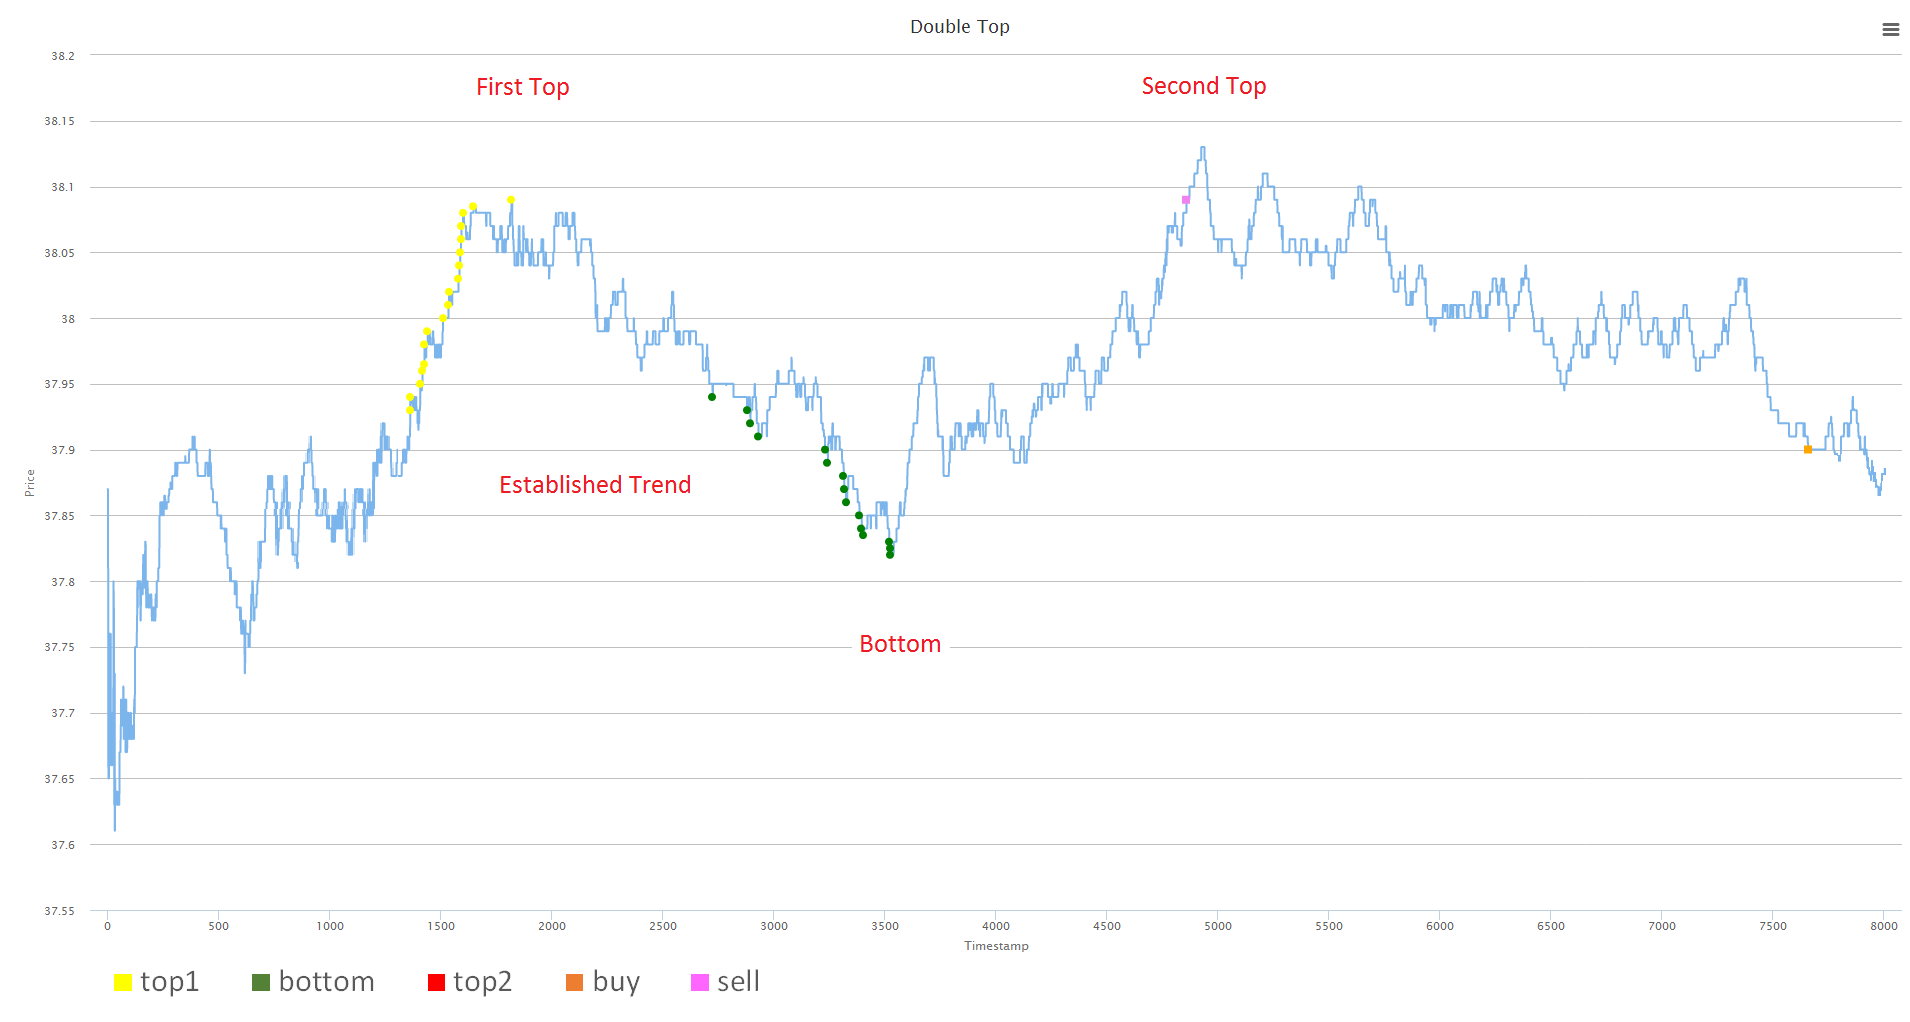 Double Top
38.2
First Top
Second Top
38.15
38.1
38.05
38
37.95
37.9
Established Trend
Price
37.85
37.8
Bottom
37.75
37.7
37.65
37.6
37.55
0 500 1000 1500 2000 2500 3000 3500 4000 4500 5000 5500 6000 6500 7000 7500 8000
Timestamp
top1 bottom top2 buy sell